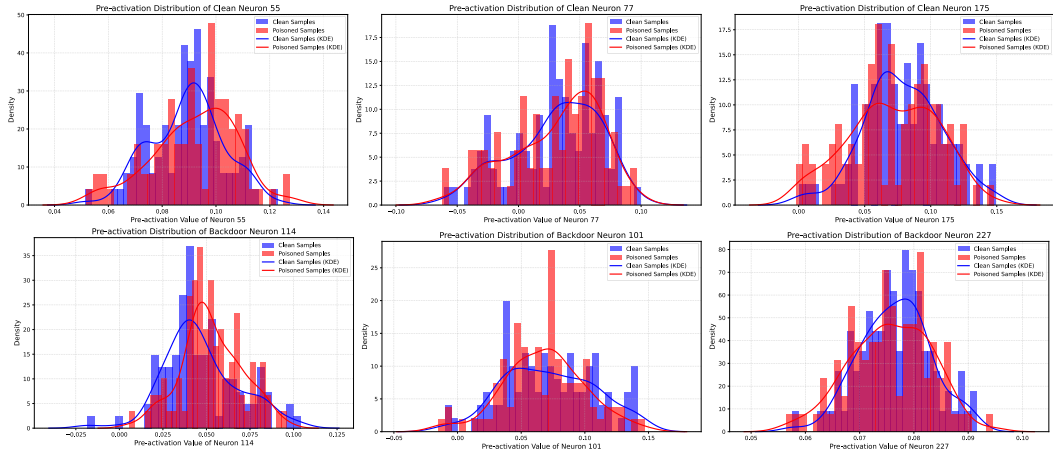 Pre-activation Distribution of Clean Neuron 55
Density
50
40
30
20
10
0
0.04
0.06
0.08
0.10
0.12
0.14
Pre-activation Value of Neuron 55
Clean Samples
Poisoned Samples
Clean Samples (KDE)
Poisoned Samples (KDE)
Pre-activation Distribution of Clean Neuron 77
Density
17.5
15.0
12.5
10.0
7.5
5.0
2.5
0.0
−0.10
−0.05
0.00
0.05
0.10
Pre-activation Value of Neuron 77
Clean Samples
Poisoned Samples
Clean Samples (KDE)
Poisoned Samples (KDE)
Pre-activation Distribution of Clean Neuron 175
Density
17.5
15.0
12.5
10.0
7.5
5.0
2.5
0.0
0.00
0.05
0.10
0.15
Pre-activation Value of Neuron 175
Clean Samples
Poisoned Samples
Clean Samples (KDE)
Poisoned Samples (KDE)
Pre-activation Distribution of Backdoor Neuron 114
Density
35
30
25
20
15
10
5
0
−0.025
0.000
0.025
0.050
0.075
0.100
0.125
Pre-activation Value of Neuron 114
Clean Samples
Poisoned Samples
Clean Samples (KDE)
Poisoned Samples (KDE)
Pre-activation Distribution of Backdoor Neuron 101
Density
25
20
15
10
5
0
−0.05
0.00
0.05
0.10
0.15
Pre-activation Value of Neuron 101
Clean Samples
Poisoned Samples
Clean Samples (KDE)
Poisoned Samples (KDE)
Pre-activation Distribution of Backdoor Neuron 227
Density
80
70
60
50
40
30
20
10
0
0.05
0.06
0.07
0.08
0.09
0.10
Pre-activation Value of Neuron 227
Clean Samples
Poisoned Samples
Clean Samples (KDE)
Poisoned Samples (KDE)